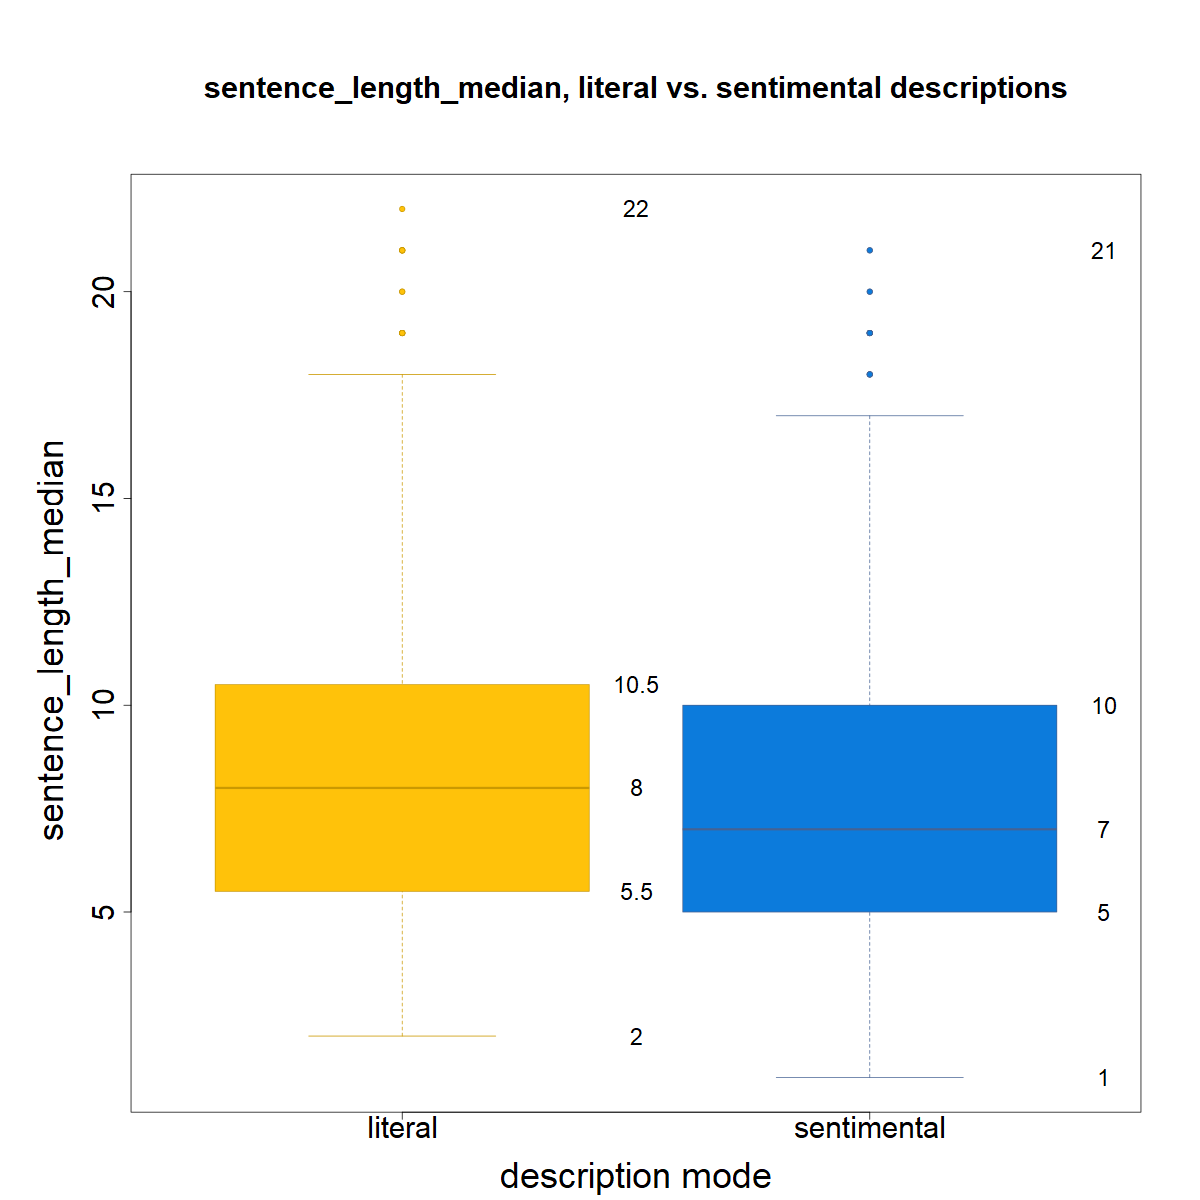 sentence_length_median, literal vs. sentimental descriptions
sentence_length_median
20
15
10
5
22
10.5
8
5.5
2
21
10
7
5
1
literal
sentimental
description mode